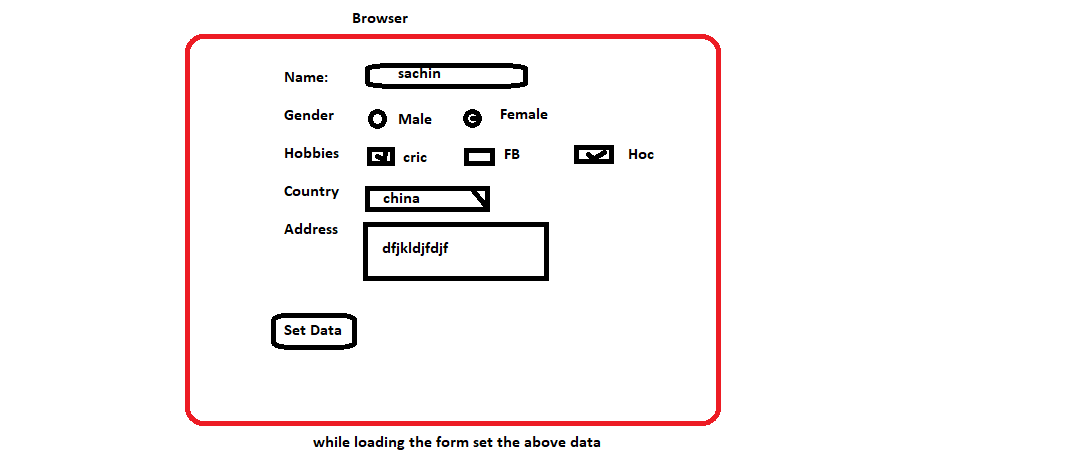 Browser
Name: sachin
Gender Male Female
Hobbies cric FB Hoc
Country china
Address dfjkldjfdjf
Set Data
while loading the form set the above data